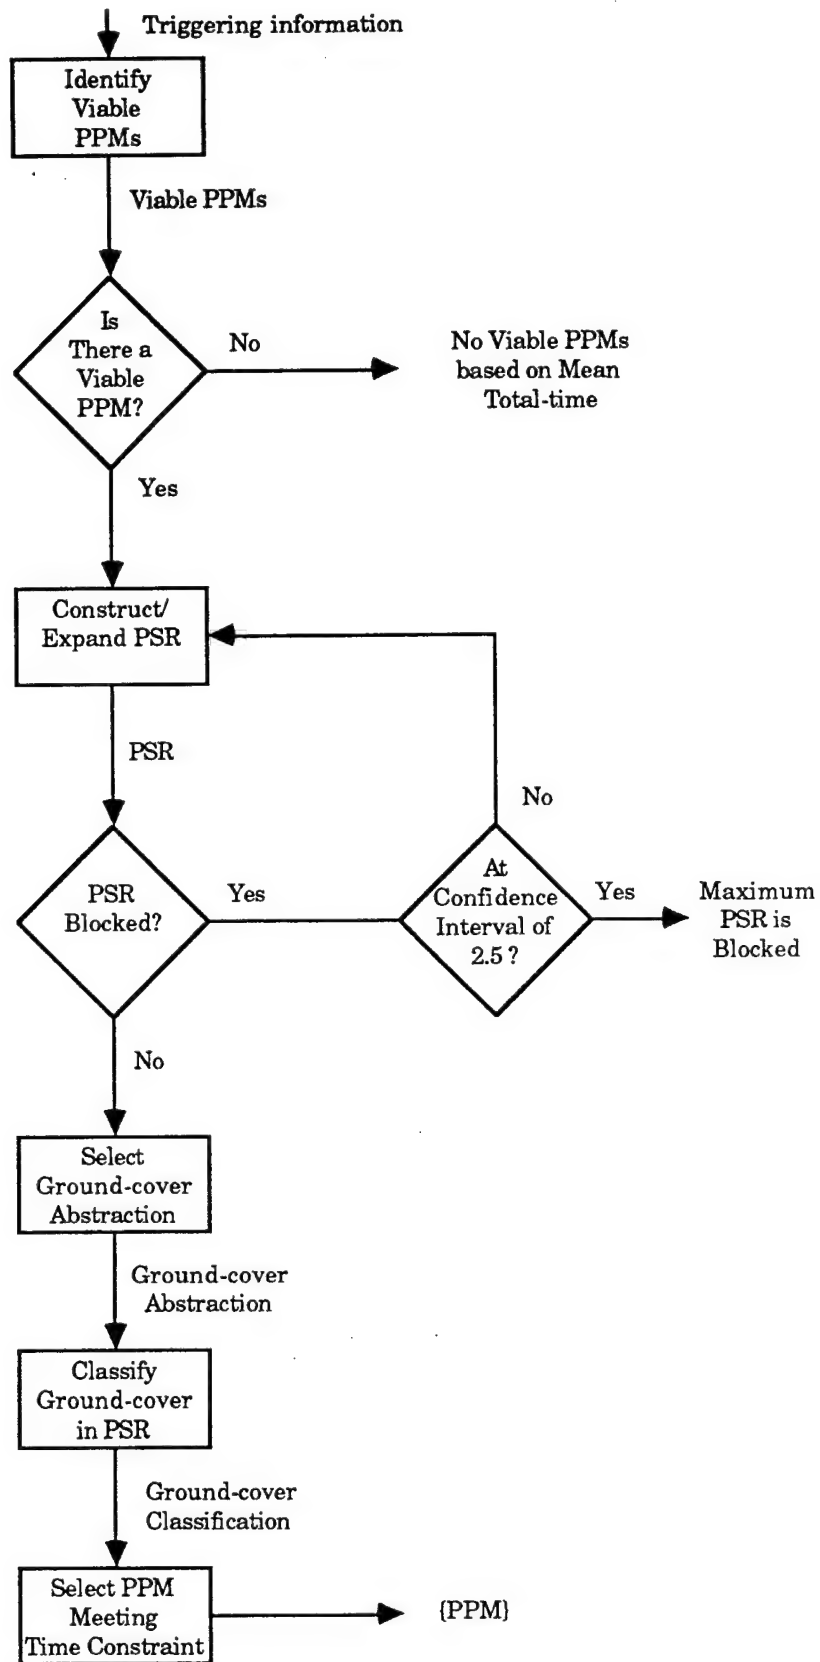 Triggering information
Identify
Viable
PPMs
Viable PPMs
Is
There a
Viable
PPM?
No
No Viable PPMs
based on Mean
Total-time
Yes
Construct/
Expand PSR
PSR
No
PSR
Blocked?
Yes
At
Confidence
Interval of
2.5 ?
Yes
Maximum
PSR is
Blocked
No
Select
Ground-cover
Abstraction
Ground-cover
Abstraction
Classify
Ground-cover
in PSR
Ground-cover
Classification
Select PPM
Meeting
Time Constraint
{PPM}